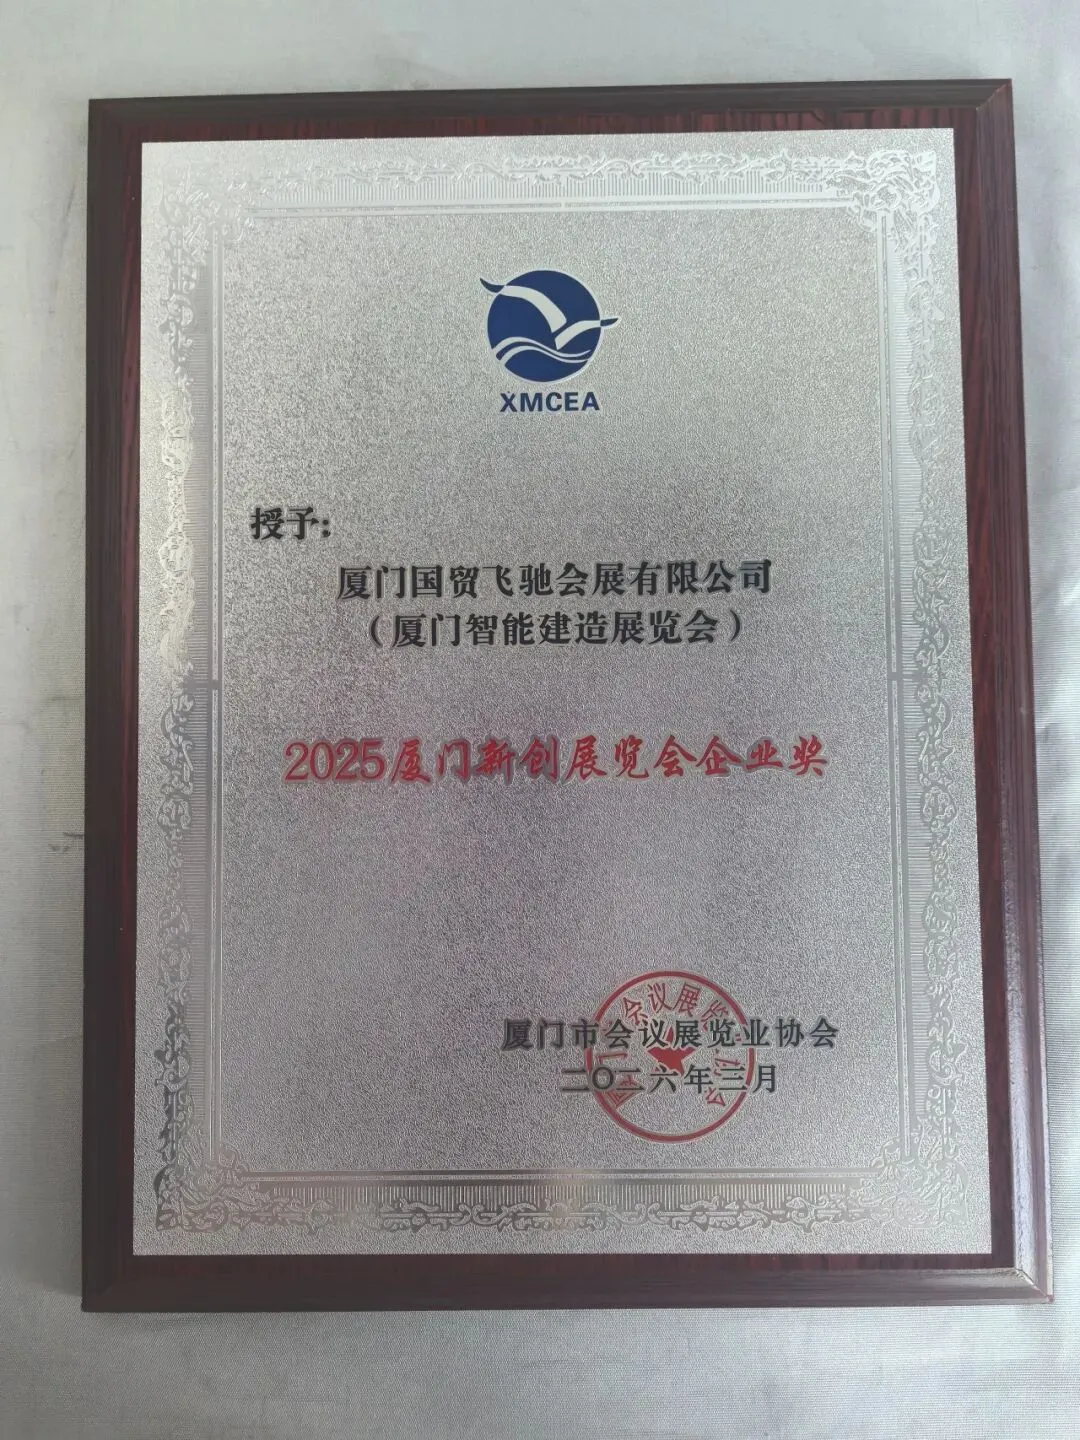 XMCEA
授予：
厦门国贸飞驰会展有限公司
（厦门智能建造展览会）
2025厦门新创展览会企业奖
厦门市会议展览业协会
二〇二六年三月